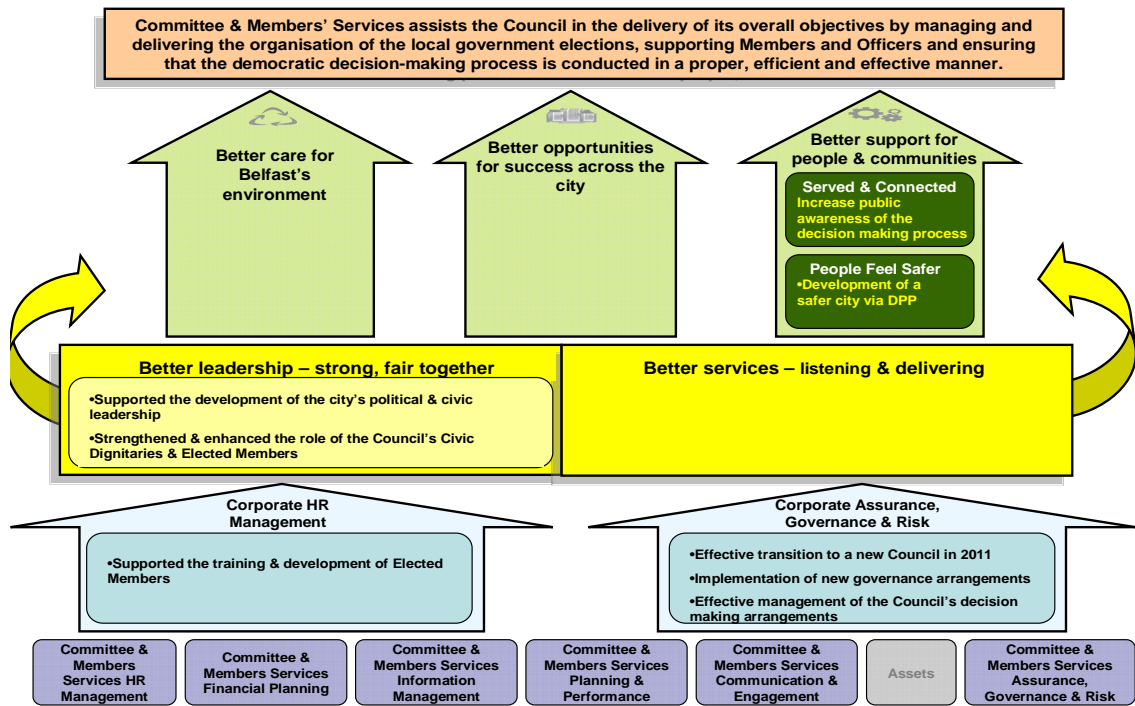 Committee & Members' Services assists the Council in the delivery of its overall objectives by managing and
delivering the organisation of the local government elections, supporting Members and Officers and ensuring
that the democratic decision-making process is conducted in a proper, efficient and effective manner.
Better care for
Belfast's
environment
Better opportunities
for success across the
city
Better support for
people & communities
Served & Connected
Increase public
awareness of the
decision making process
People Feel Safer
•Development of a
safer city via DPP
Better leadership – strong, fair together
•Supported the development of the city's political & civic
leadership
•Strengthened & enhanced the role of the Council's Civic
Dignitaries & Elected Members
Better services – listening & delivering
Corporate HR
Management
•Supported the training & development of Elected
Members
Corporate Assurance,
Governance & Risk
•Effective transition to a new Council in 2011
•Implementation of new governance arrangements
•Effective management of the Council's decision
making arrangements
Committee &
Members
Services HR
Management
Committee &
Members Services
Financial Planning
Committee &
Members Services
Information
Management
Committee &
Members Services
Planning &
Performance
Committee &
Members Services
Communication &
Engagement
Assets
Committee &
Members Services
Assurance,
Governance & Risk